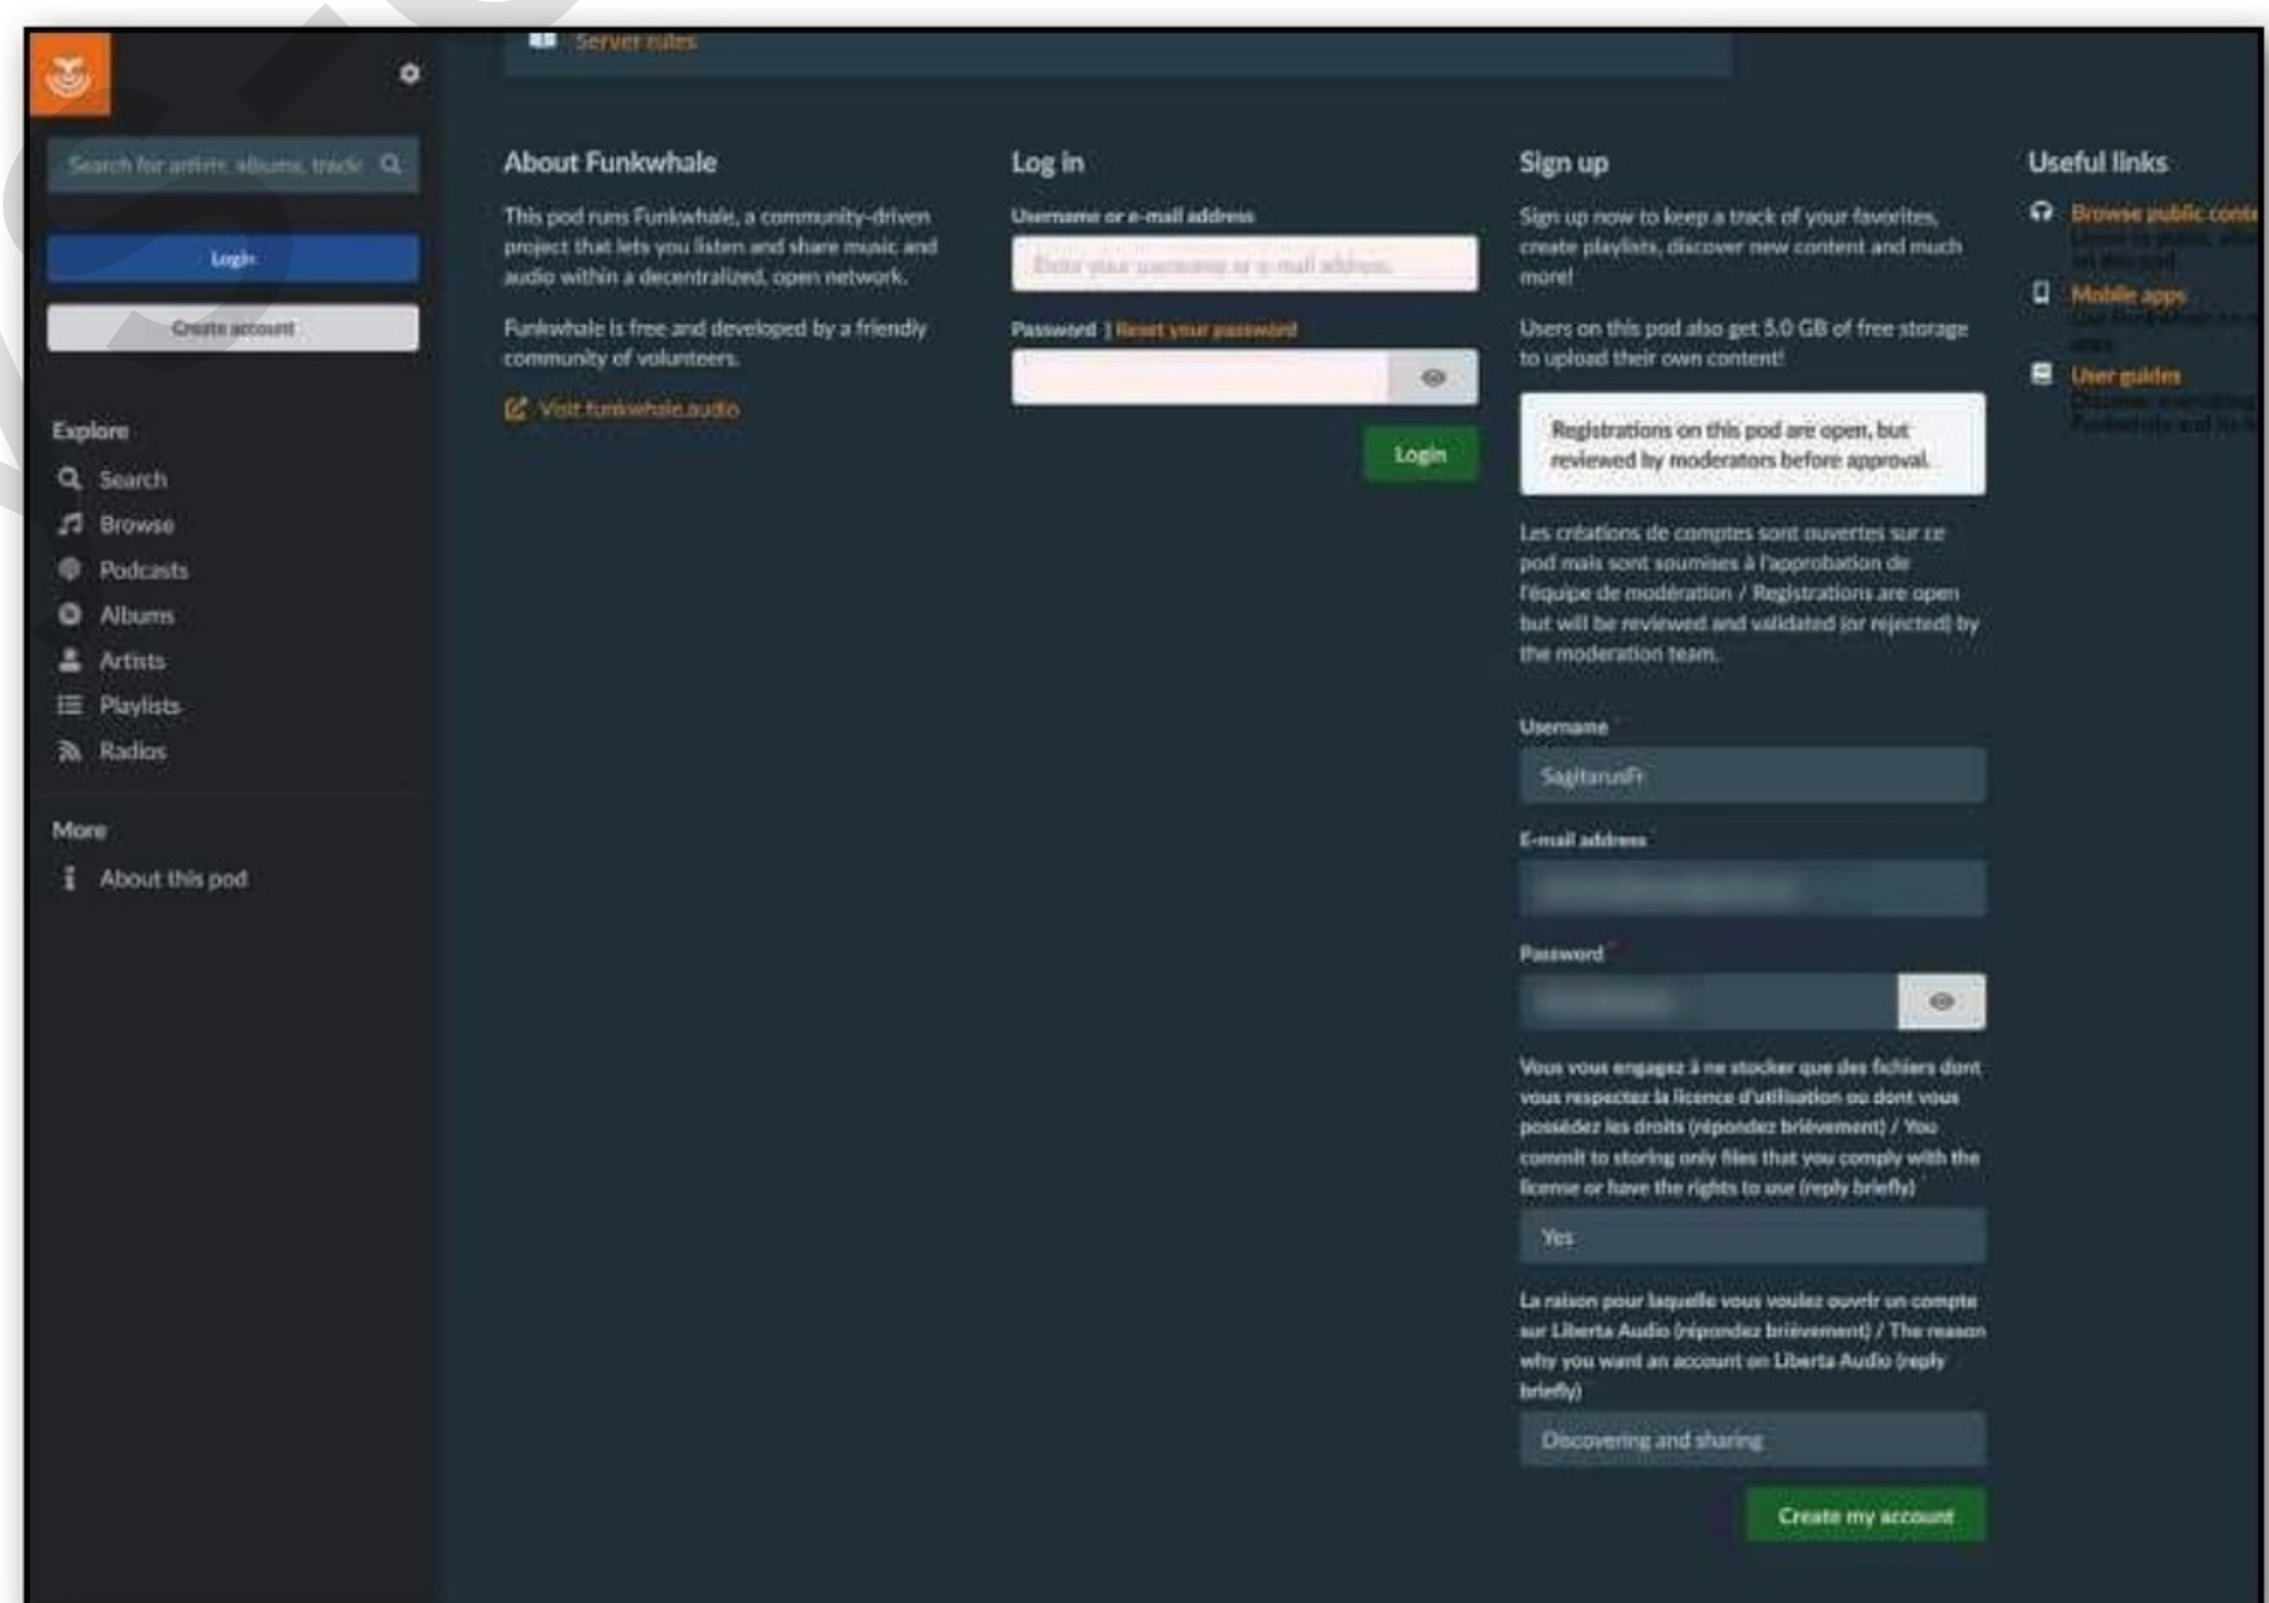 Server rules
Search for artists, albums, tracks
Login
Create account
Explore
Search
Browse
Podcasts
Albums
Artists
Playlists
Radios
More
About this pod
About Funkwhale
This pod runs Funkwhale, a community-driven
project that lets you listen and share music and
audio within a decentralized, open network.
Funkwhale is free and developed by a friendly
community of volunteers.
Visit funkwhale.audio
Log in
Username or e-mail address
Enter your username or e-mail address.
Password | Reset your password
Login
Sign up
Sign up now to keep a track of your favorites,
create playlists, discover new content and much
more!
Users on this pod also get 5.0 GB of free storage
to upload their own content!
Registrations on this pod are open, but
reviewed by moderators before approval.
Les créations de comptes sont ouvertes sur ce
pod mais sont soumises à l'approbation de
l'équipe de modération / Registrations are open
but will be reviewed and validated (or rejected) by
the moderation team.
Username *
SagitarusFr
E-mail address *
Password *
Vous vous engagez à ne stocker que des fichiers dont
vous respectez la licence d'utilisation ou dont vous
possédez les droits (répondez brièvement) / You
commit to storing only files that you comply with the
license or have the rights to use (reply briefly)
Yes
La raison pour laquelle vous voulez ouvrir un compte
sur Liberta Audio (répondez brièvement) / The reason
why you want an account on Liberta Audio (reply
briefly)
Discovering and sharing
Create my account
Useful links
Browse public conte
Mobile apps
User guides